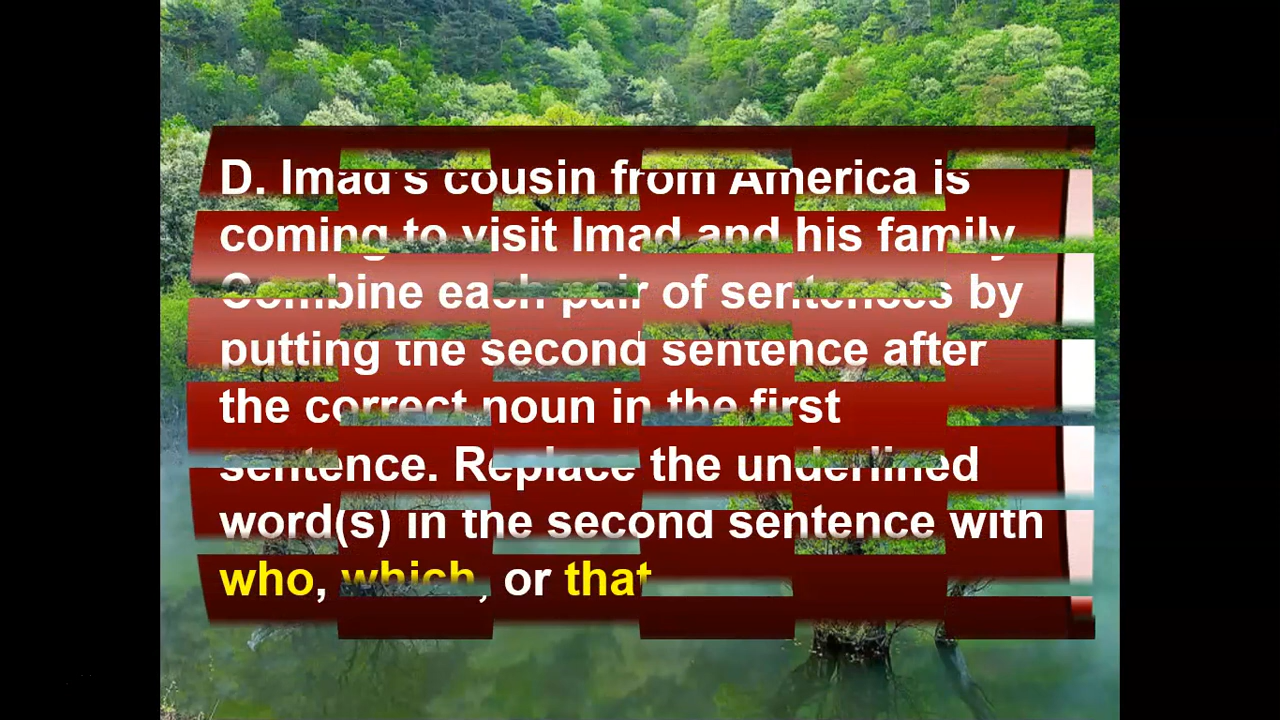 D. Imad's cousin from America is
coming to visit Imad and his family.
Combine each pair of sentences by
putting the second sentence after
the correct noun in the first
sentence. Replace the underlined
word(s) in the second sentence with
who, which, or that